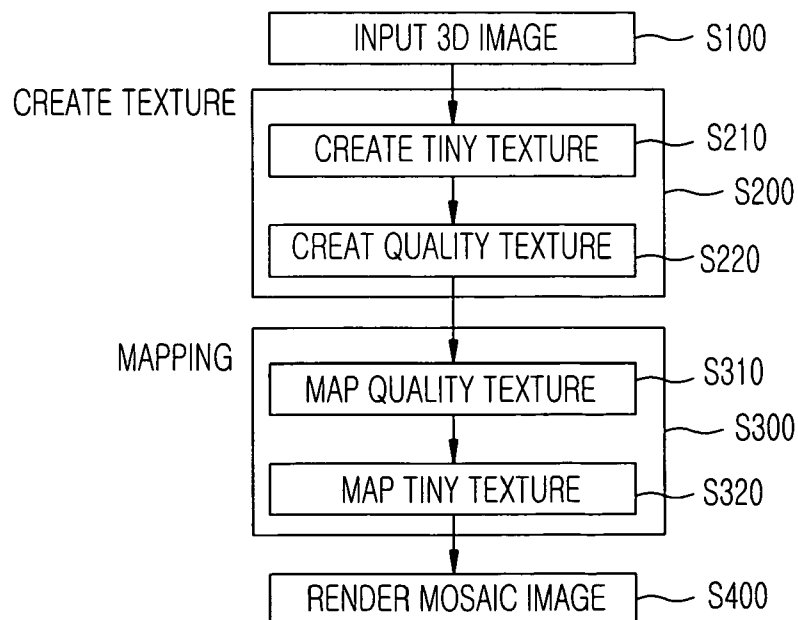 INPUT 3D IMAGE
S100
CREATE TEXTURE
CREATE TINY TEXTURE
S210
S200
CREAT QUALITY TEXTURE
S220
MAPPING
MAP QUALITY TEXTURE
S310
S300
MAP TINY TEXTURE
S320
RENDER MOSAIC IMAGE
S400